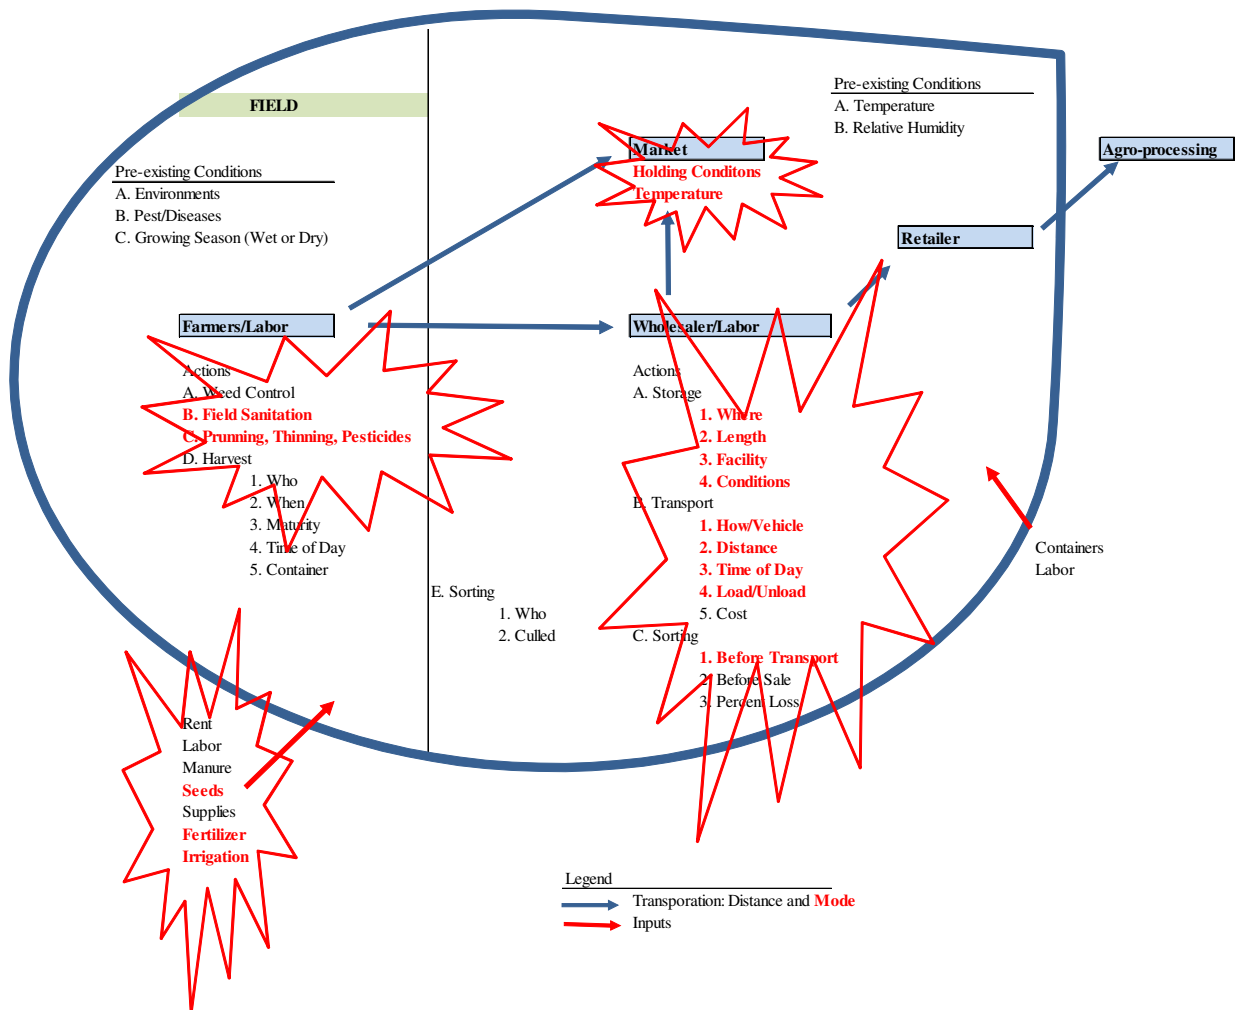 FIELD
Pre-existing Conditions
A. Environments
B. Pest/Diseases
C. Growing Season (Wet or Dry)
Pre-existing Conditions
A. Temperature
B. Relative Humidity
Market
Holding Conditons
Temperature
Agro-processing
Retailer
Farmers/Labor
Actions
A. Weed Control
B. Field Sanitation
C. Prunning, Thinning, Pesticides
D. Harvest
1. Who
2. When
3. Maturity
4. Time of Day
5. Container
E. Sorting
1. Who
2. Culled
Wholesaler/Labor
Actions
A. Storage
1. Where
2. Length
3. Facility
4. Conditions
B. Transport
1. How/Vehicle
2. Distance
3. Time of Day
4. Load/Unload
5. Cost
C. Sorting
1. Before Transport
2. Before Sale
3. Percent Loss
Containers
Labor
Rent
Labor
Manure
Seeds
Supplies
Fertilizer
Irrigation
Legend
Transporation: Distance and Mode
Inputs